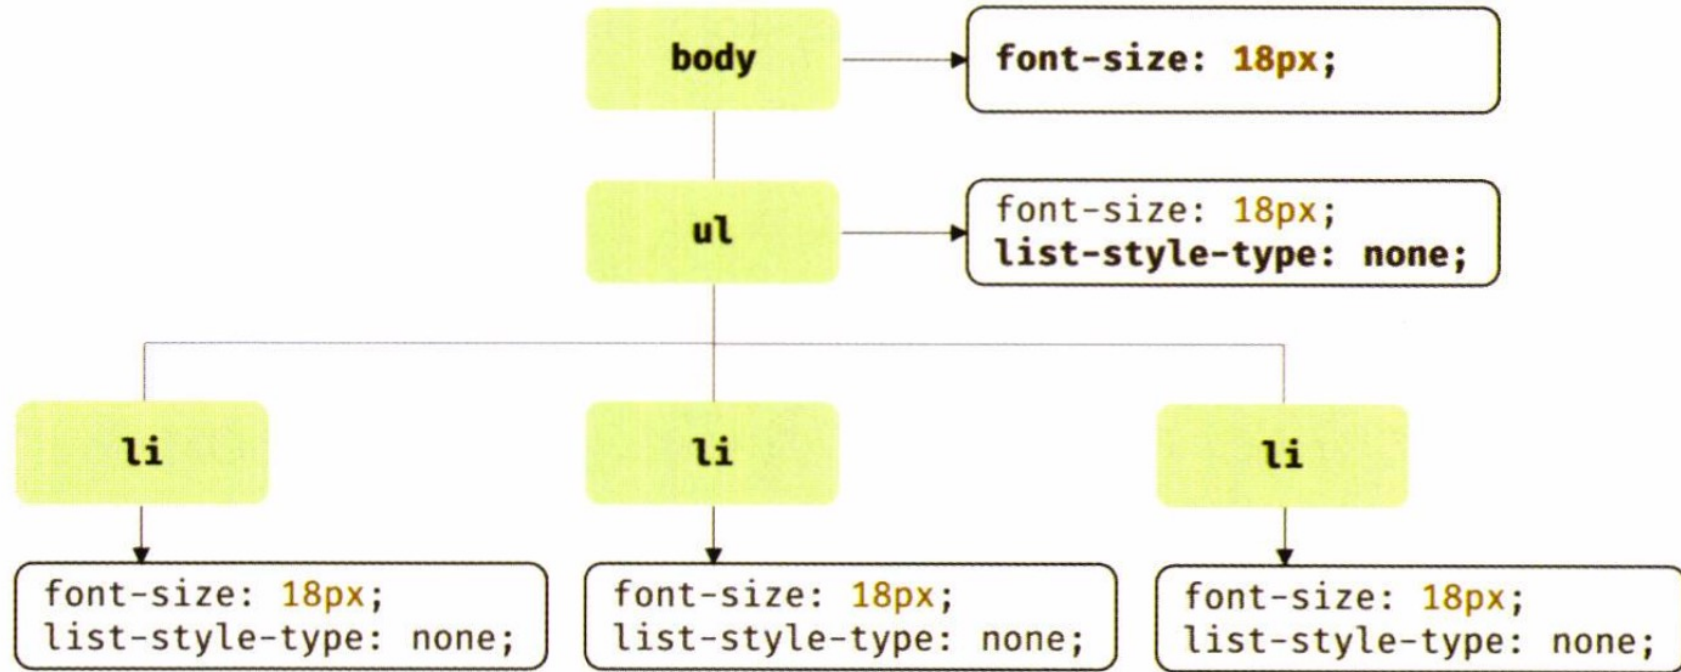 body
font-size: 18px;
ul
font-size: 18px;
list-style-type: none;
li
li
li
font-size: 18px;
list-style-type: none;
font-size: 18px;
list-style-type: none;
font-size: 18px;
list-style-type: none;